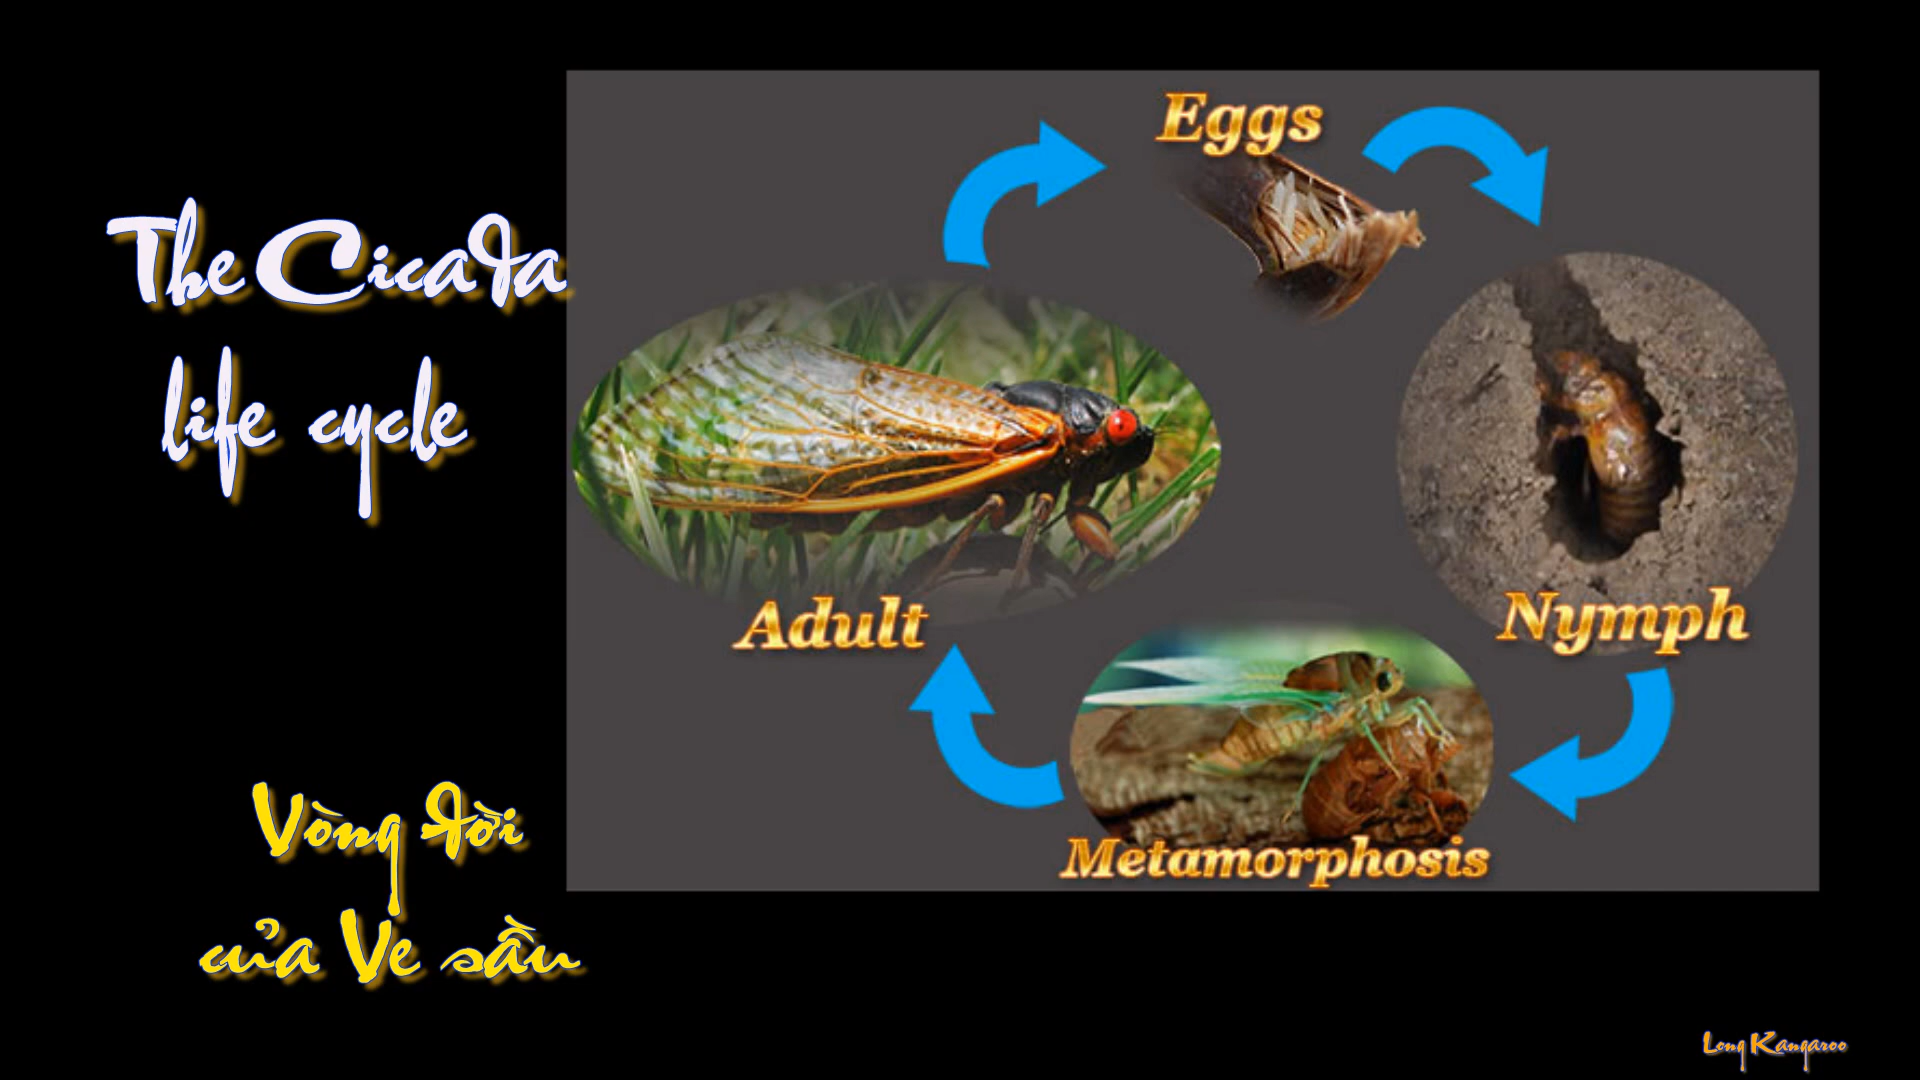 The Cicada
life cycle
Eggs
Nymph
Metamorphosis
Adult
Vòng đời
của Ve sầu
Long Kangaroo